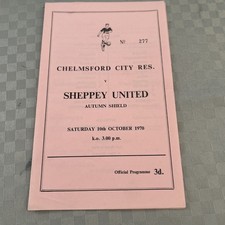 No 277
CHELMSFORD CITY RES.
v
SHEPPEY UNITED
AUTUMN SHIELD
SATURDAY 10th OCTOBER 1970
k.o. 3.00 p.m.
Official Programme 3d.